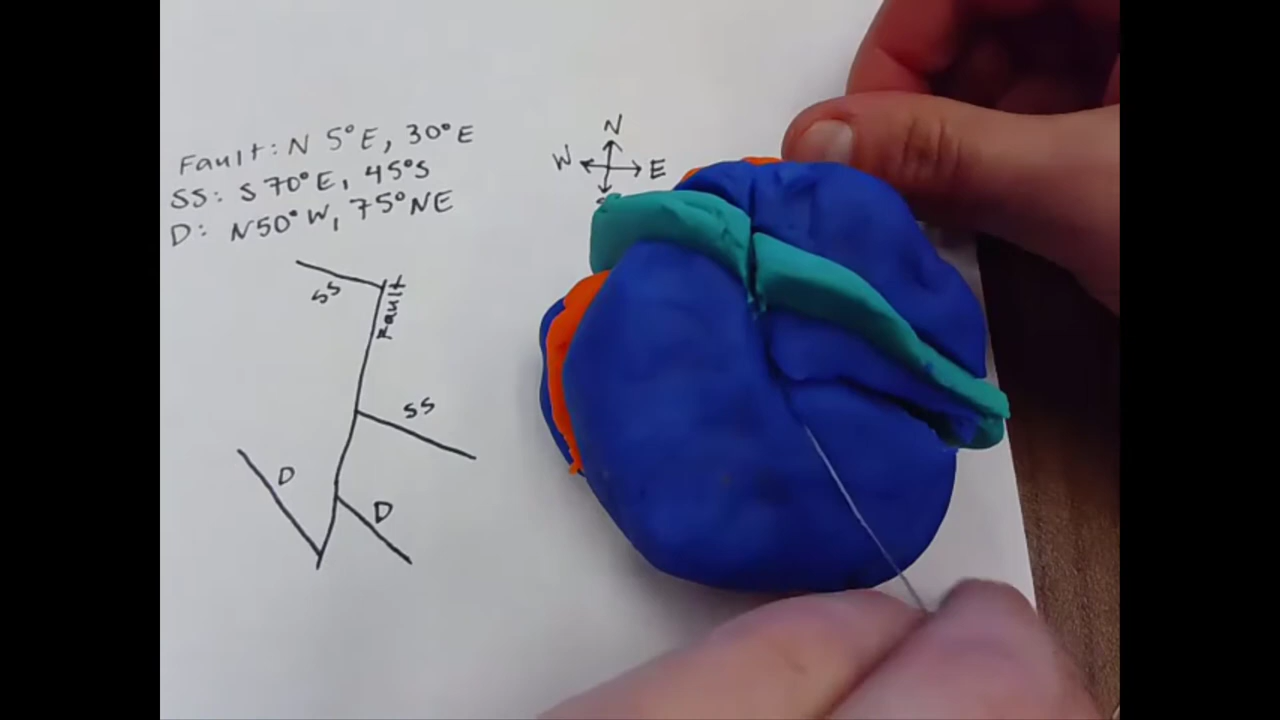 Fault: N 5°E, 30°E
SS: S 70°E, 45°S
D: N50°W, 75°NE
N
W E
S
SS
Fault
SS
D
D